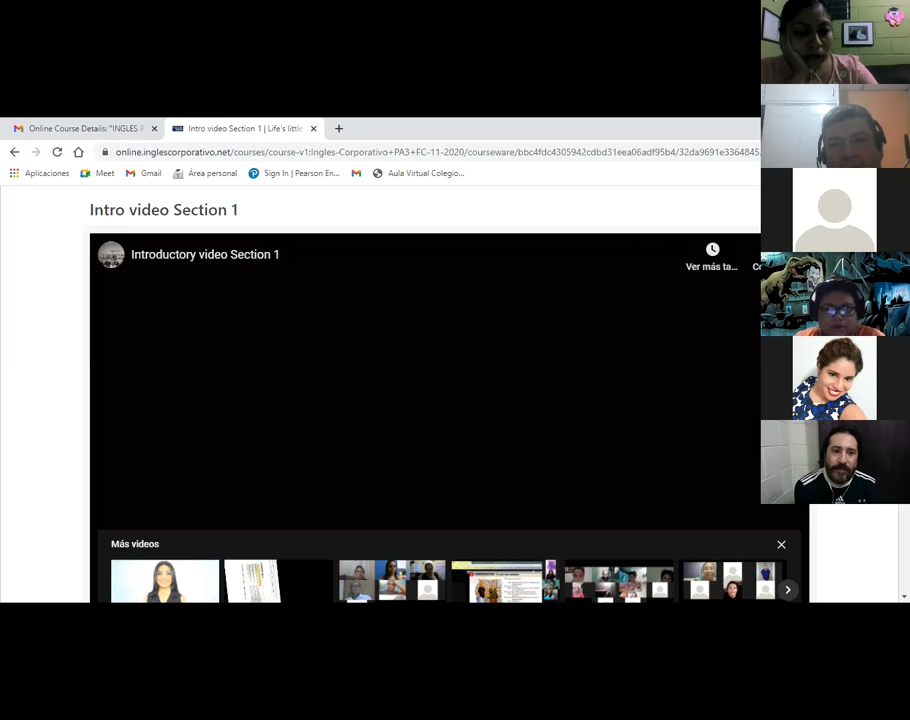 Online Course Details: "INGLES P
Intro video Section 1 | Life's little
online.inglescorporativo.net/courses/course-v1:Ingles-Corporativo+PA3+FC-11-2020/courseware/bbc4fdc4305942cdbd31eea06adf95b4/32da9691e3364845.
Aplicaciones
Meet
Gmail
Área personal
Sign In | Pearson En...
Aula Virtual Colegio...
Intro video Section 1
Introductory video Section 1
Ver más ta...
Más videos